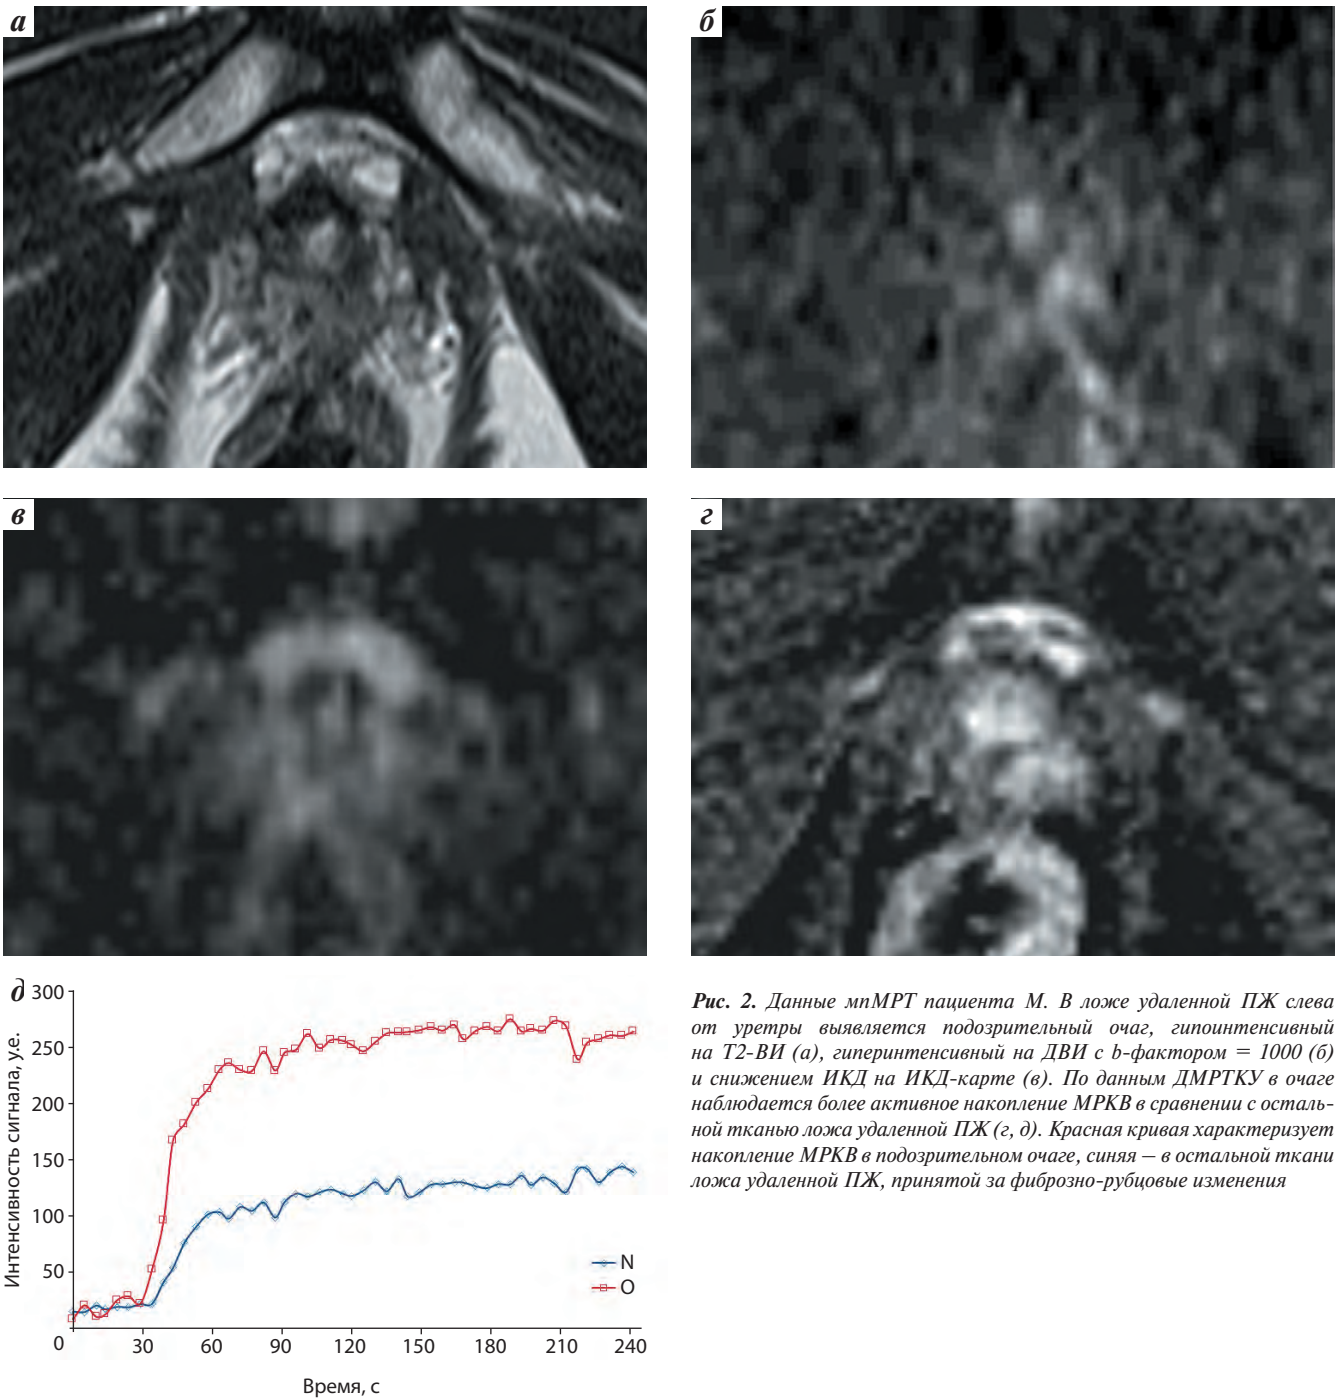 а
б
в
г
д
300
250
200
150
100
50
0
30 60 90 120 150 180 210 240
Интенсивность сигнала, у.е.
Время, с
N
O
Рис. 2. Данные мпМРТ пациента М. В ложе удаленной ПЖ слева
от уретры выявляется подозрительный очаг, гипоинтенсивный
на Т2-ВИ (а), гиперинтенсивный на ДВИ с b-фактором = 1000 (б)
и снижением ИКД на ИКД-карте (в). По данным ДМРТКУ в очаге
наблюдается более активное накопление МРКВ в сравнении с осталь-
ной тканью ложа удаленной ПЖ (г, д). Красная кривая характеризует
накопление МРКВ в подозрительном очаге, синяя – в остальной ткани
ложа удаленной ПЖ, принятой за фиброзно-рубцовые изменения